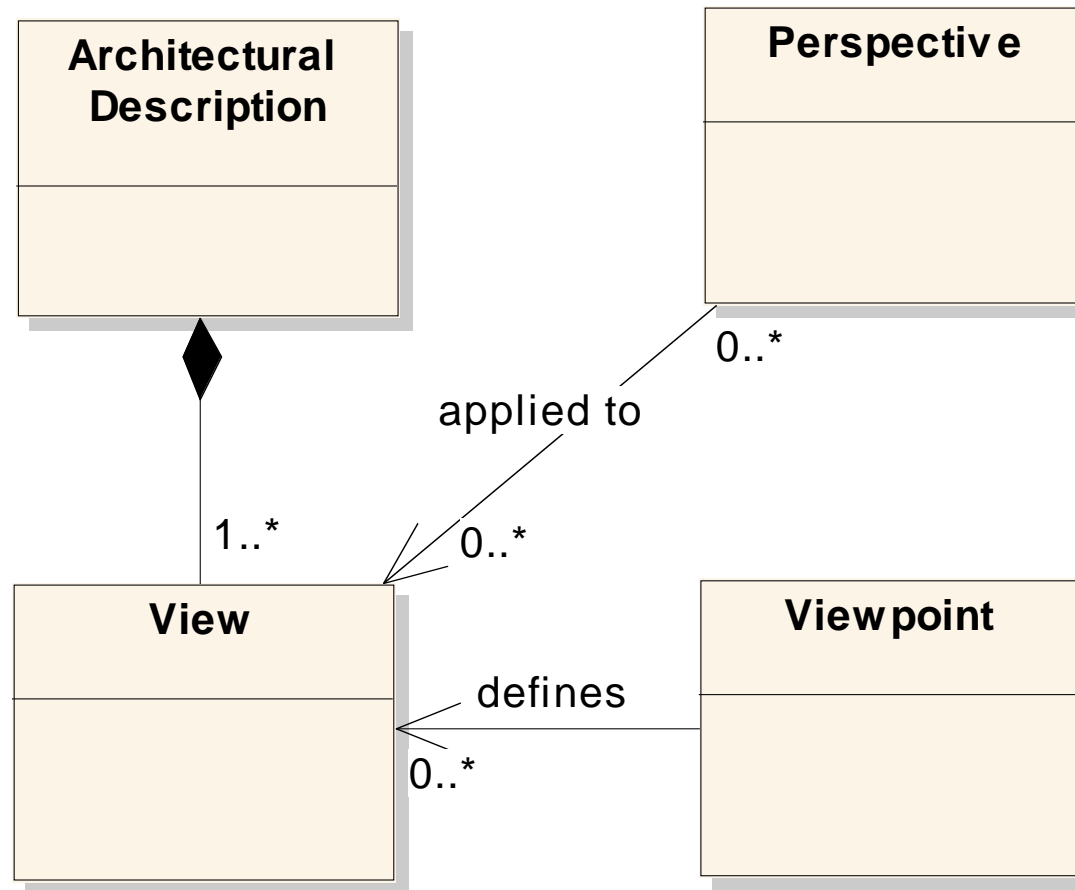 Architectural
Description
Perspective
0..*
applied to
1..*
0..*
View
Viewpoint
defines
0..*